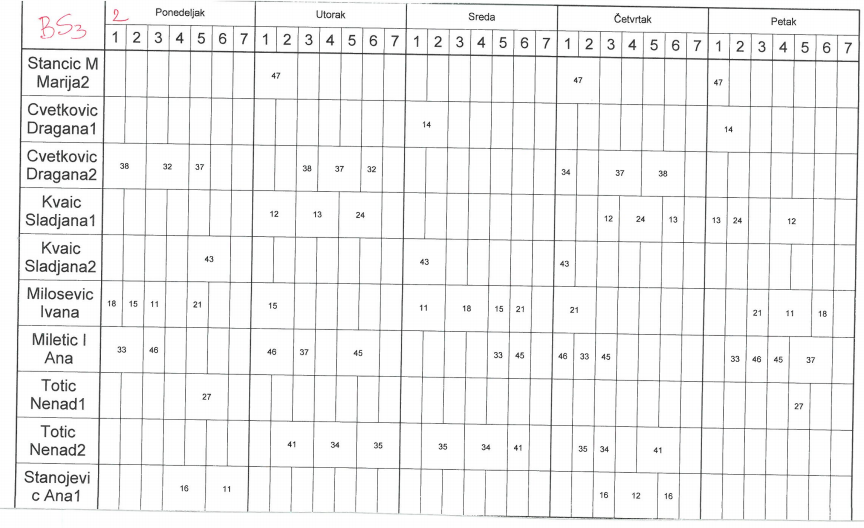 BS3 2 Ponedeljak Utorak Sreda Četvrtak Petak
1 2 3 4 5 6 7 1 2 3 4 5 6 7 1 2 3 4 5 6 7 1 2 3 4 5 6 7 1 2 3 4 5 6 7
Stancic M
Marija2 47 47 47
Cvetkovic
Dragana1 14 14
Cvetkovic
Dragana2 38 32 37 38 37 32 34 37 38
Kvaic
Sladjana1 12 13 24 12 24 13 13 24 12
Kvaic
Sladjana2 43 43 43
Milosevic
Ivana 18 15 11 21 15 11 18 15 21 21 21 11 18
Miletic I
Ana 33 46 46 37 45 33 45 46 33 45 33 46 45 37
Totic
Nenad1 27 27
Totic
Nenad2 41 34 35 35 34 41 35 34 41
Stanojevi
c Ana1 16 11 16 12 16